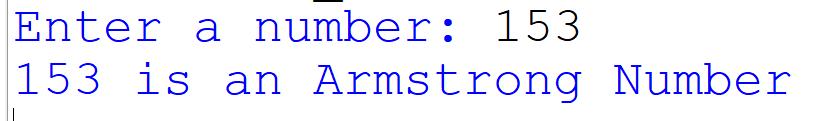 Enter a number: 153
153 is an Armstrong Number